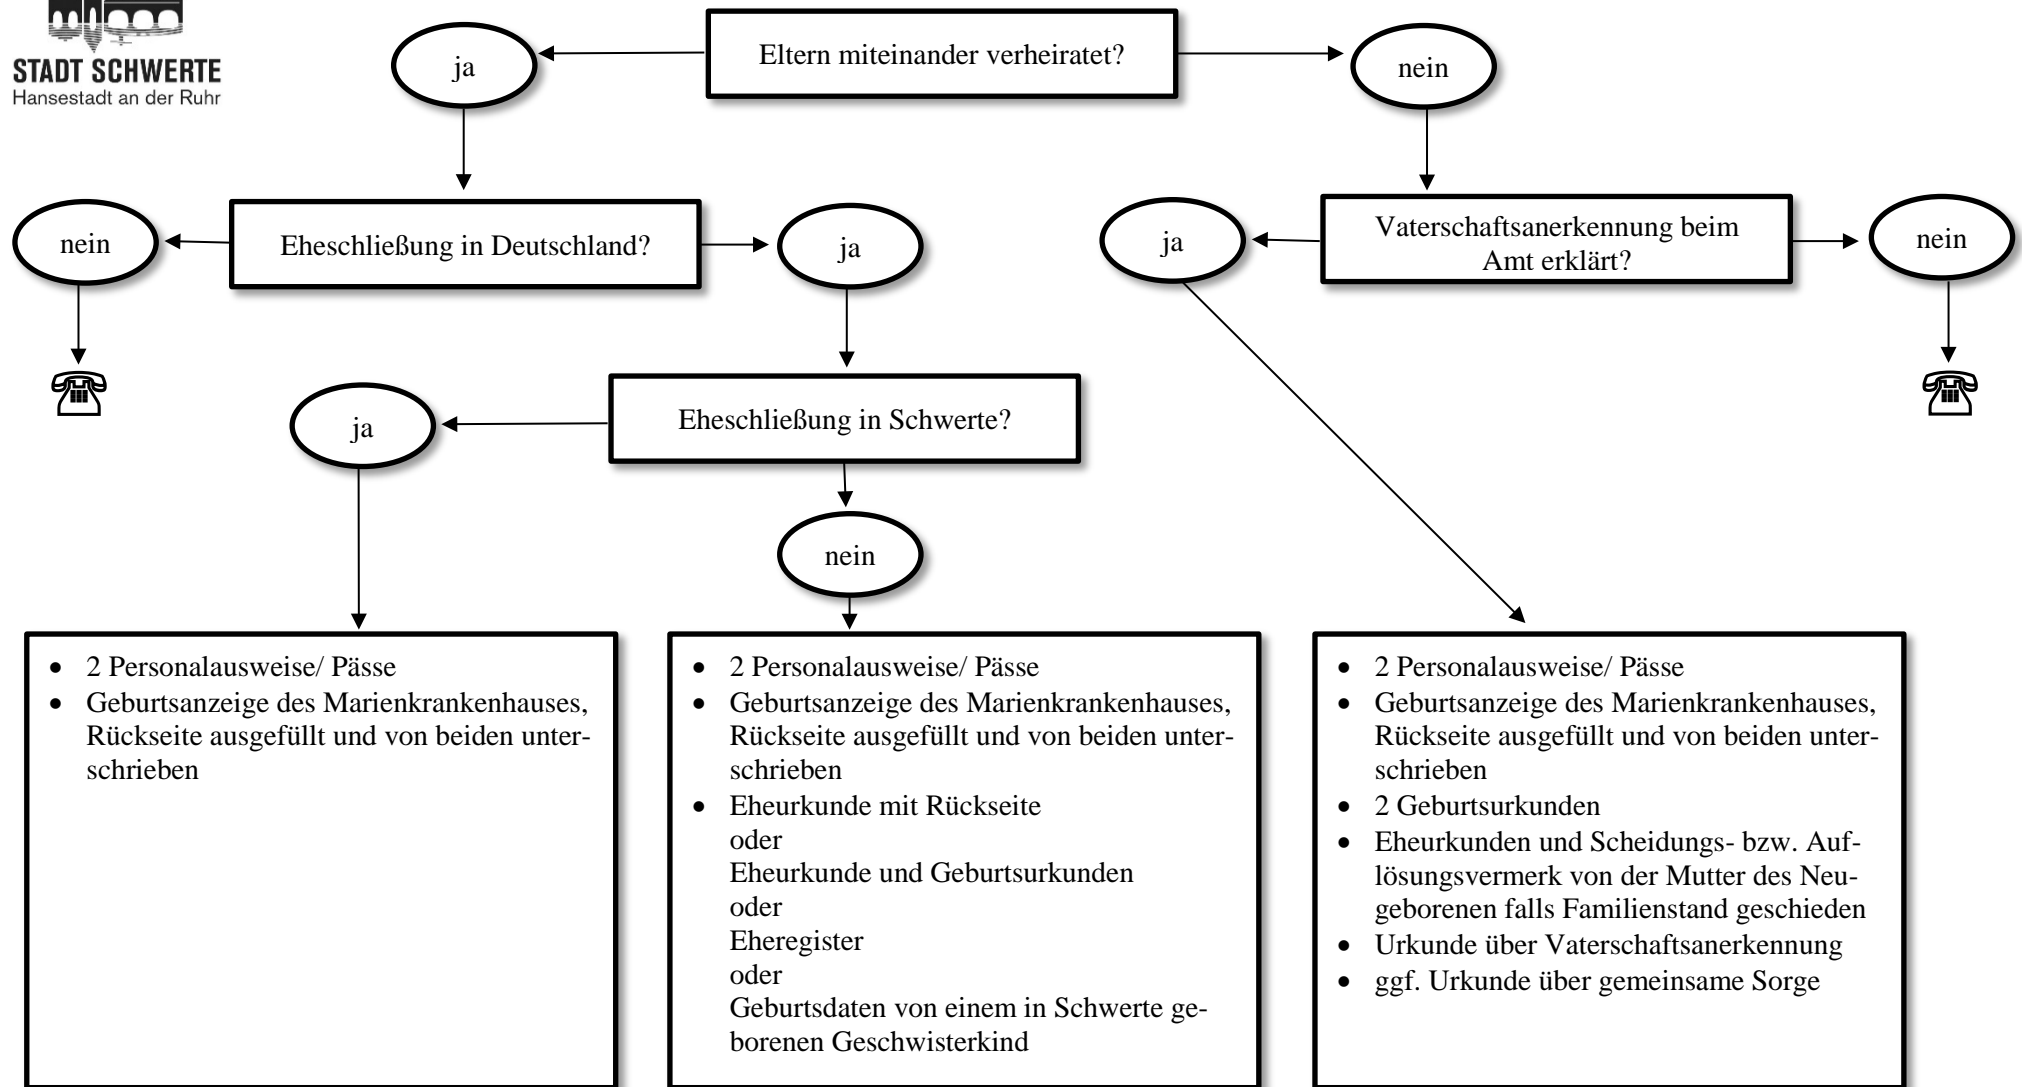 STADT SCHWERTE
Hansestadt an der Ruhr
Eltern miteinander verheiratet?
ja
nein
nein
Eheschließung in Deutschland?
ja
ja
Vaterschaftsanerkennung beim
Amt erklärt?
nein
ja
Eheschließung in Schwerte?
nein
• 2 Personalausweise/ Pässe
• Geburtsanzeige des Marienkrankenhauses,
Rückseite ausgefüllt und von beiden unter-
schrieben
• 2 Personalausweise/ Pässe
• Geburtsanzeige des Marienkrankenhauses,
Rückseite ausgefüllt und von beiden unter-
schrieben
• Eheurkunde mit Rückseite
oder
Eheurkunde und Geburtsurkunden
oder
Eheregister
oder
Geburtsdaten von einem in Schwerte ge-
borenen Geschwisterkind
• 2 Personalausweise/ Pässe
• Geburtsanzeige des Marienkrankenhauses,
Rückseite ausgefüllt und von beiden unter-
schrieben
• 2 Geburtsurkunden
• Eheurkunden und Scheidungs- bzw. Auf-
lösungsvermerk von der Mutter des Neu-
geborenen falls Familienstand geschieden
• Urkunde über Vaterschaftsanerkennung
• ggf. Urkunde über gemeinsame Sorge